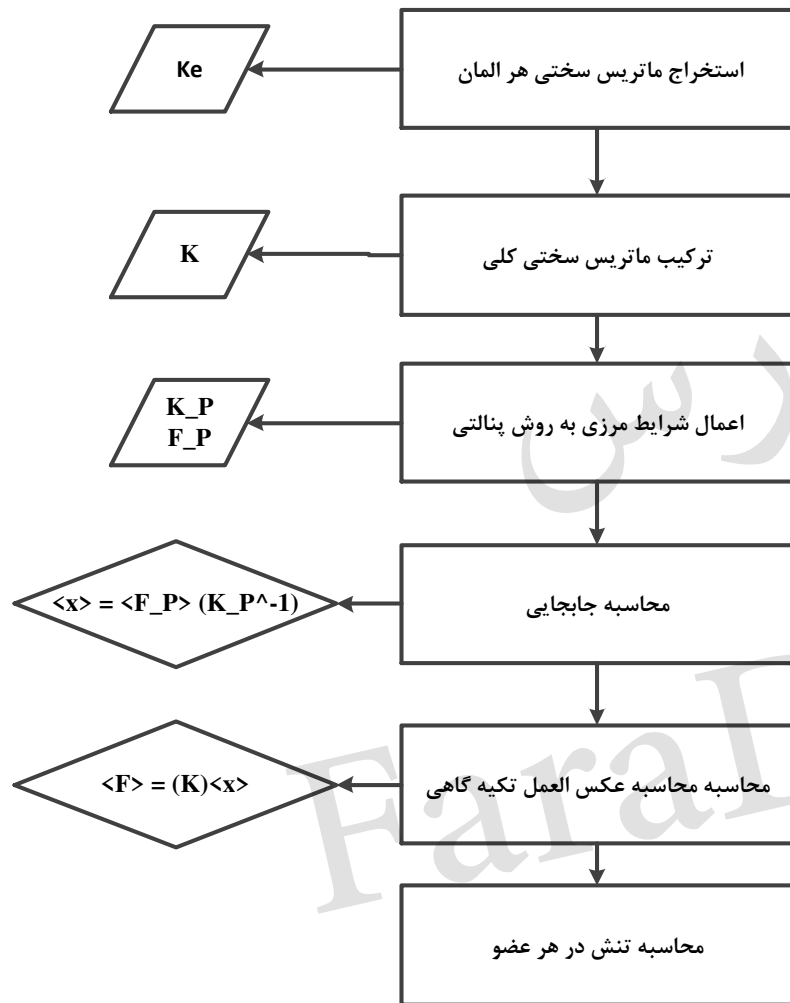 استخراج ماتریس سختی هر المان
Ke
ترکیب ماتریس سختی کلی
K
اعمال شرایط مرزی به روش پنالتی
K_P
F_P
محاسبه جابجایی
<x> = <F_P> (K_P^-1)
محاسبه محاسبه عکس العمل تکیه گاهی
<F> = (K)<x>
محاسبه تنش در هر عضو